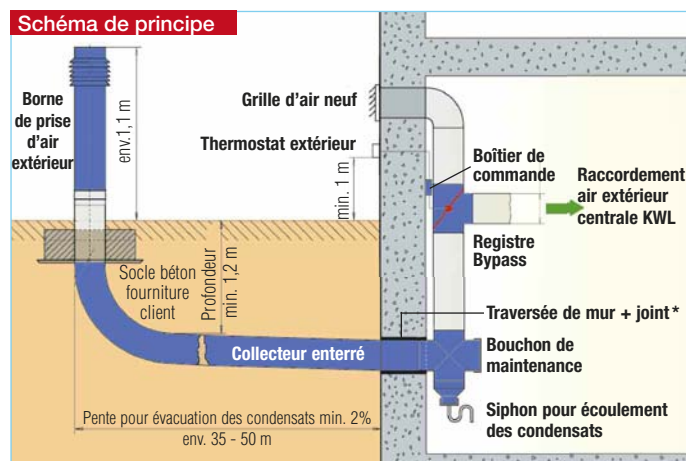 Schéma de principe
Borne
de prise
d'air
extérieur
env.1,1 m
Grille d'air neuf
Thermostat extérieur
min. 1 m
Boîtier de
commande
Raccordement
air extérieur
centrale KWL
Registre
Bypass
Socle béton
fourniture
client
Profondeur
min. 1,2 m
Traversée de mur + joint*
Collecteur enterré
Bouchon de
maintenance
Pente pour évacuation des condensats min. 2%
env. 35 - 50 m
Siphon pour écoulement
des condensats